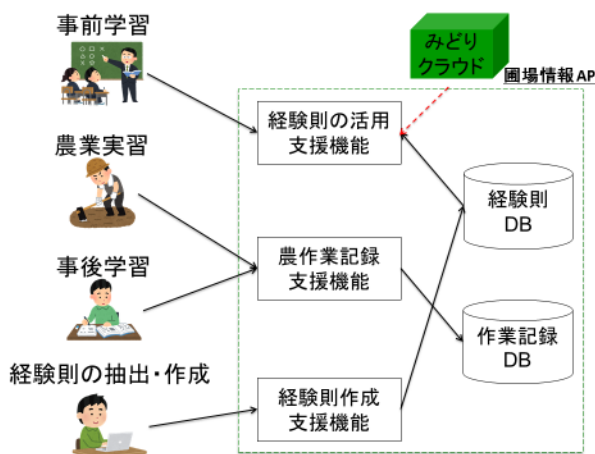 事前学習
みどり
クラウド
圃場情報AP
経験則の活用
支援機能
農業実習
経験則
DB
農作業記録
支援機能
事後学習
作業記録
DB
経験則の抽出・作成
経験則作成
支援機能